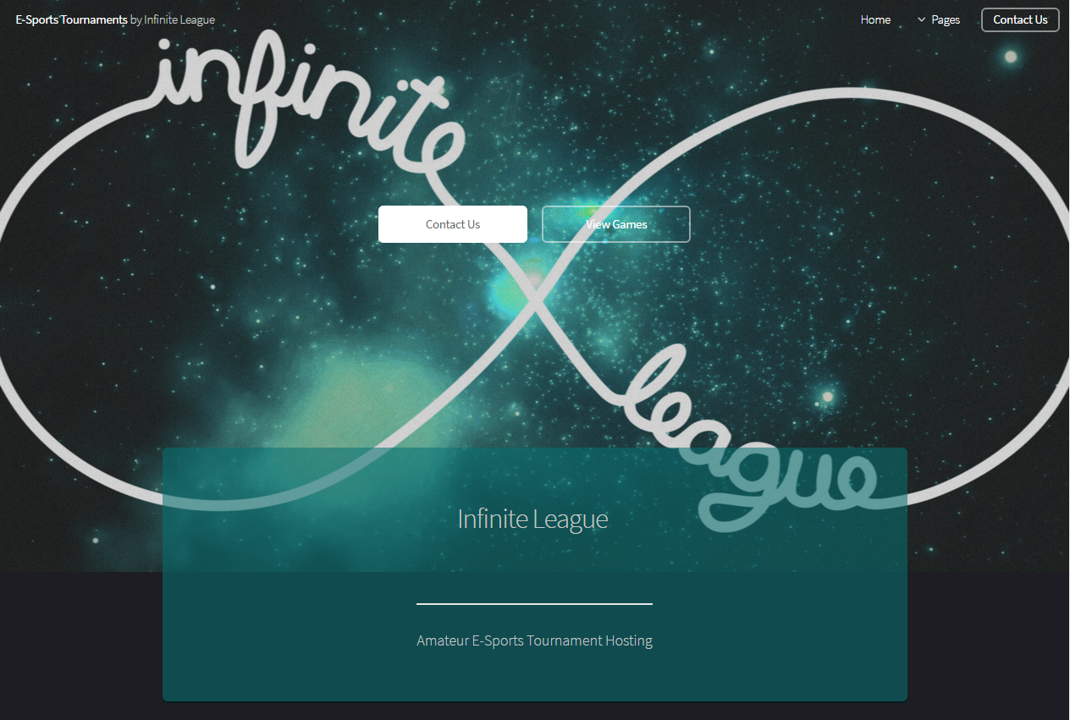 E-Sports Tournaments by Infinite League
Home
Pages
Contact Us
infinite
Contact Us
View Games
league
Infinite League
Amateur E-Sports Tournament Hosting